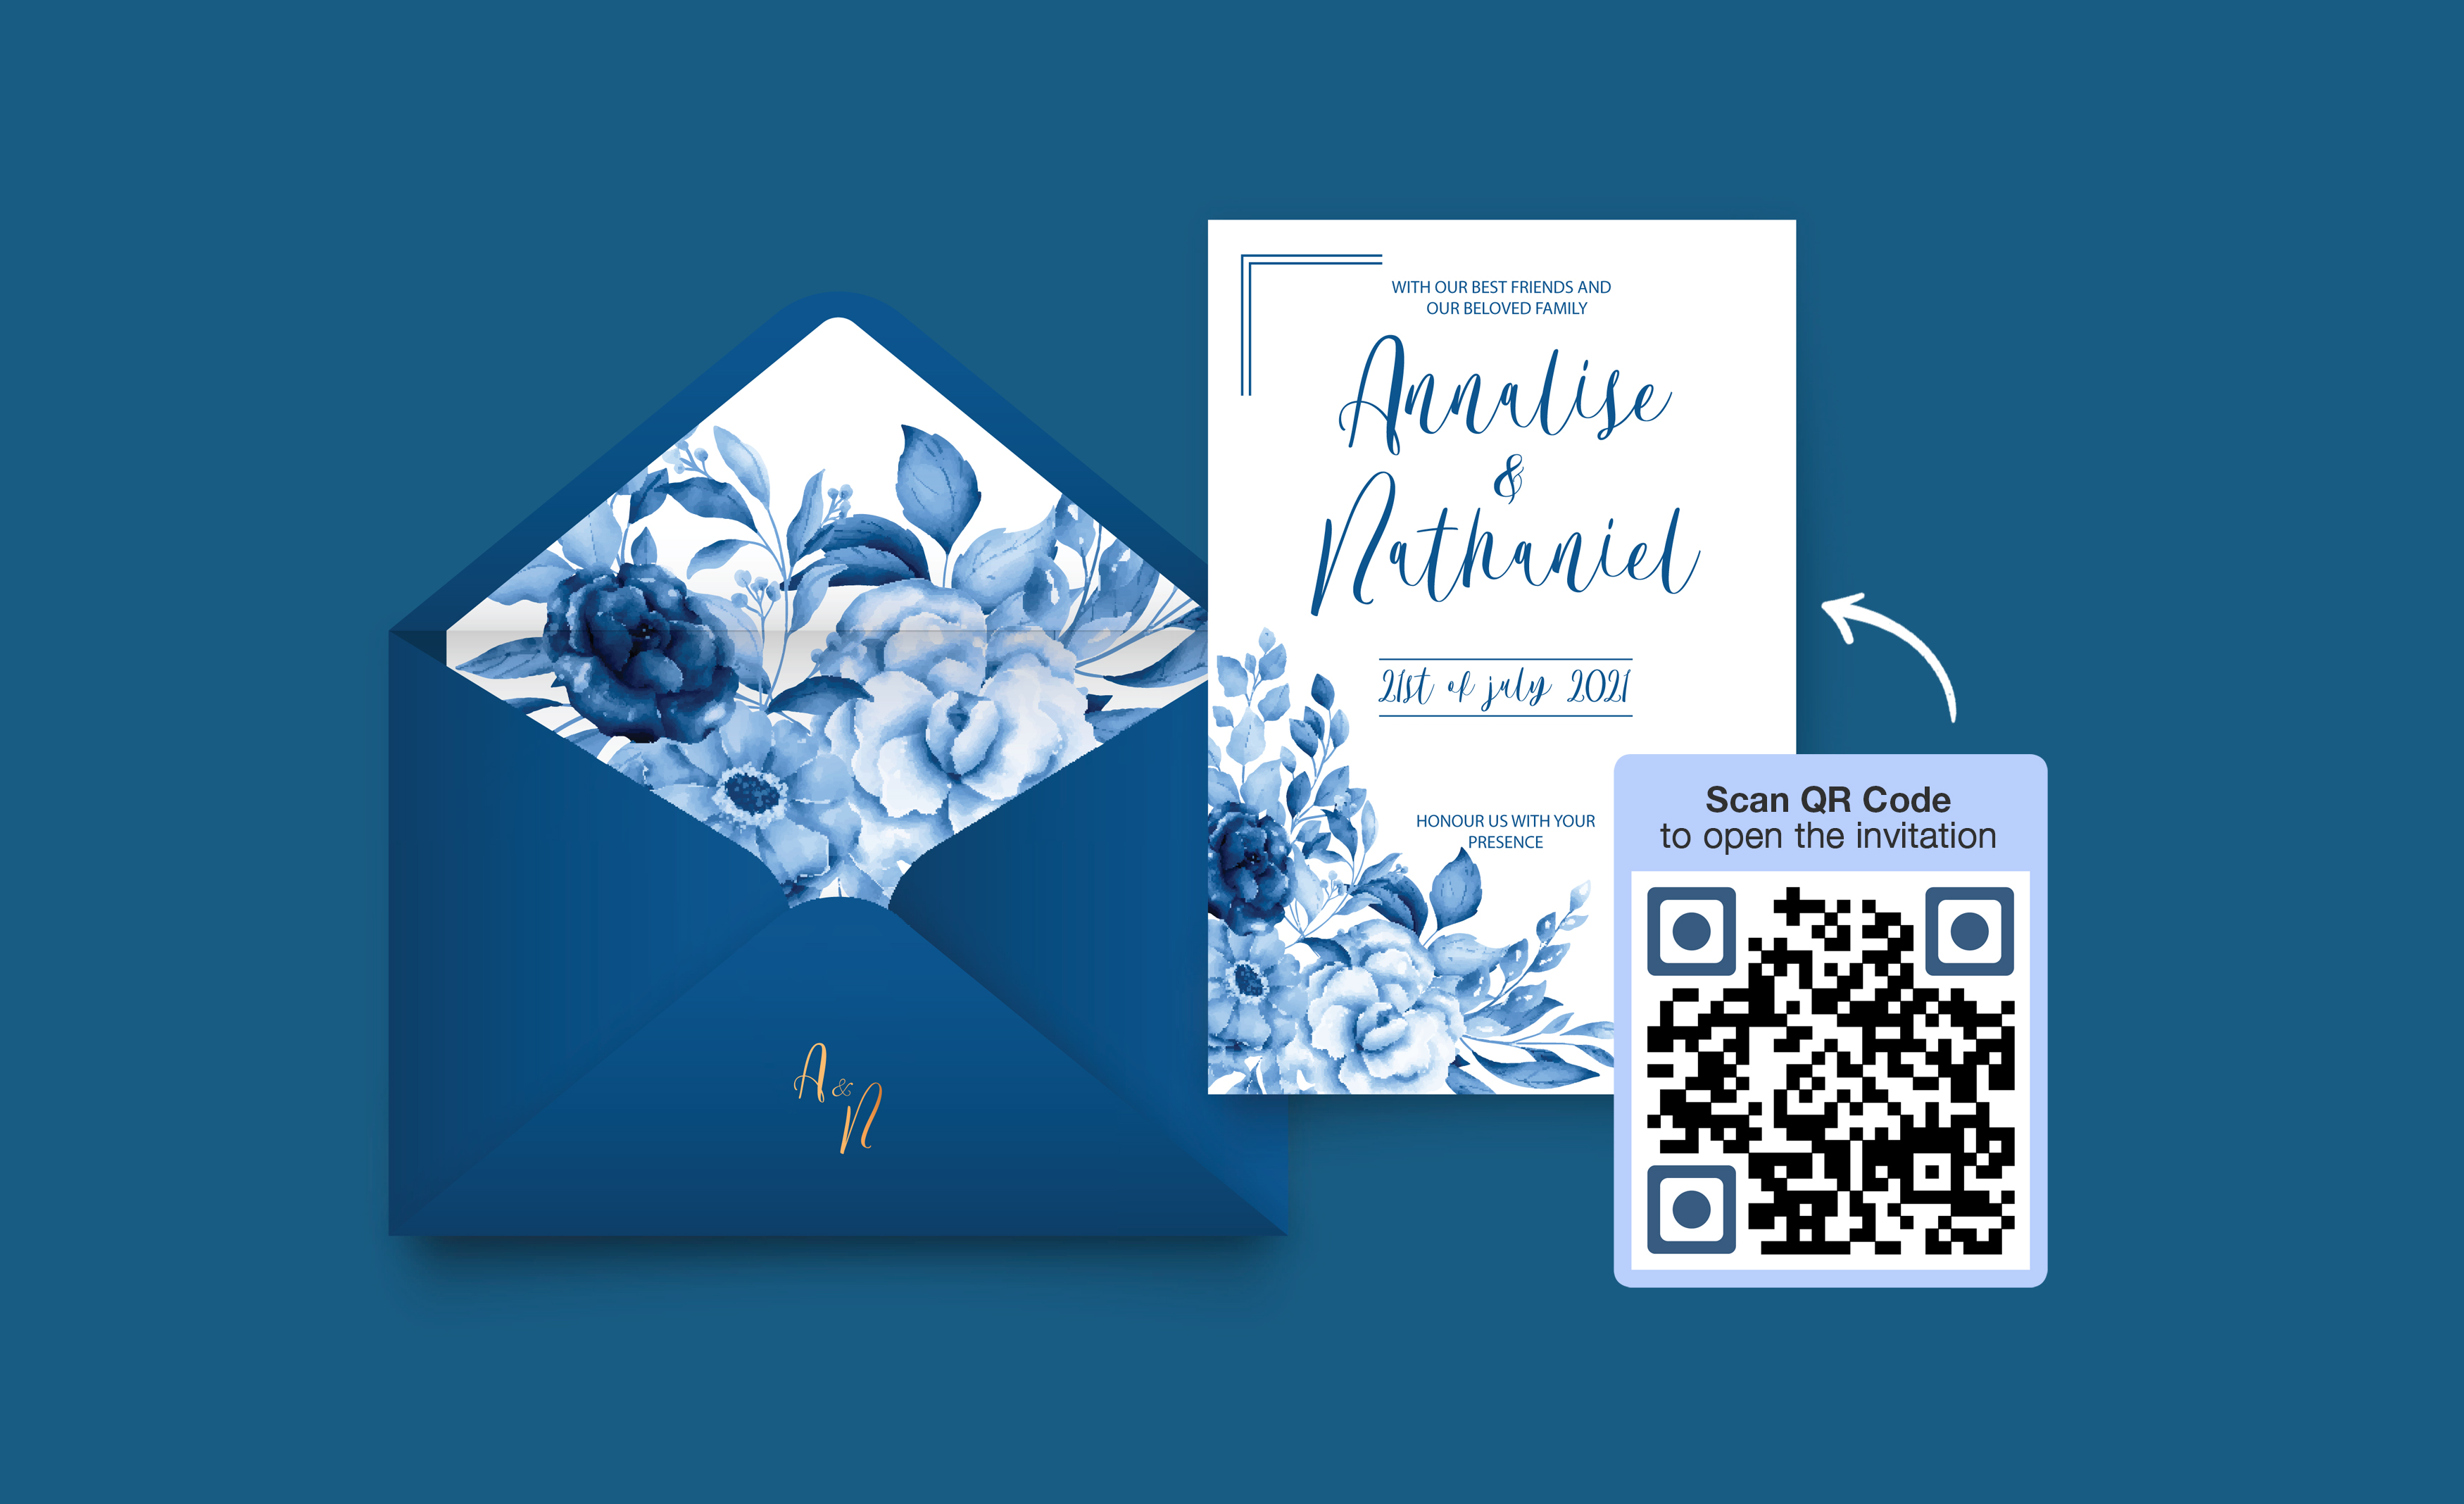 WITH OUR BEST FRIENDS AND
OUR BELOVED FAMILY
Annalise
&
Nathaniel
21st of july 2021
HONOUR US WITH YOUR
PRESENCE
A &
N
Scan QR Code
to open the invitation